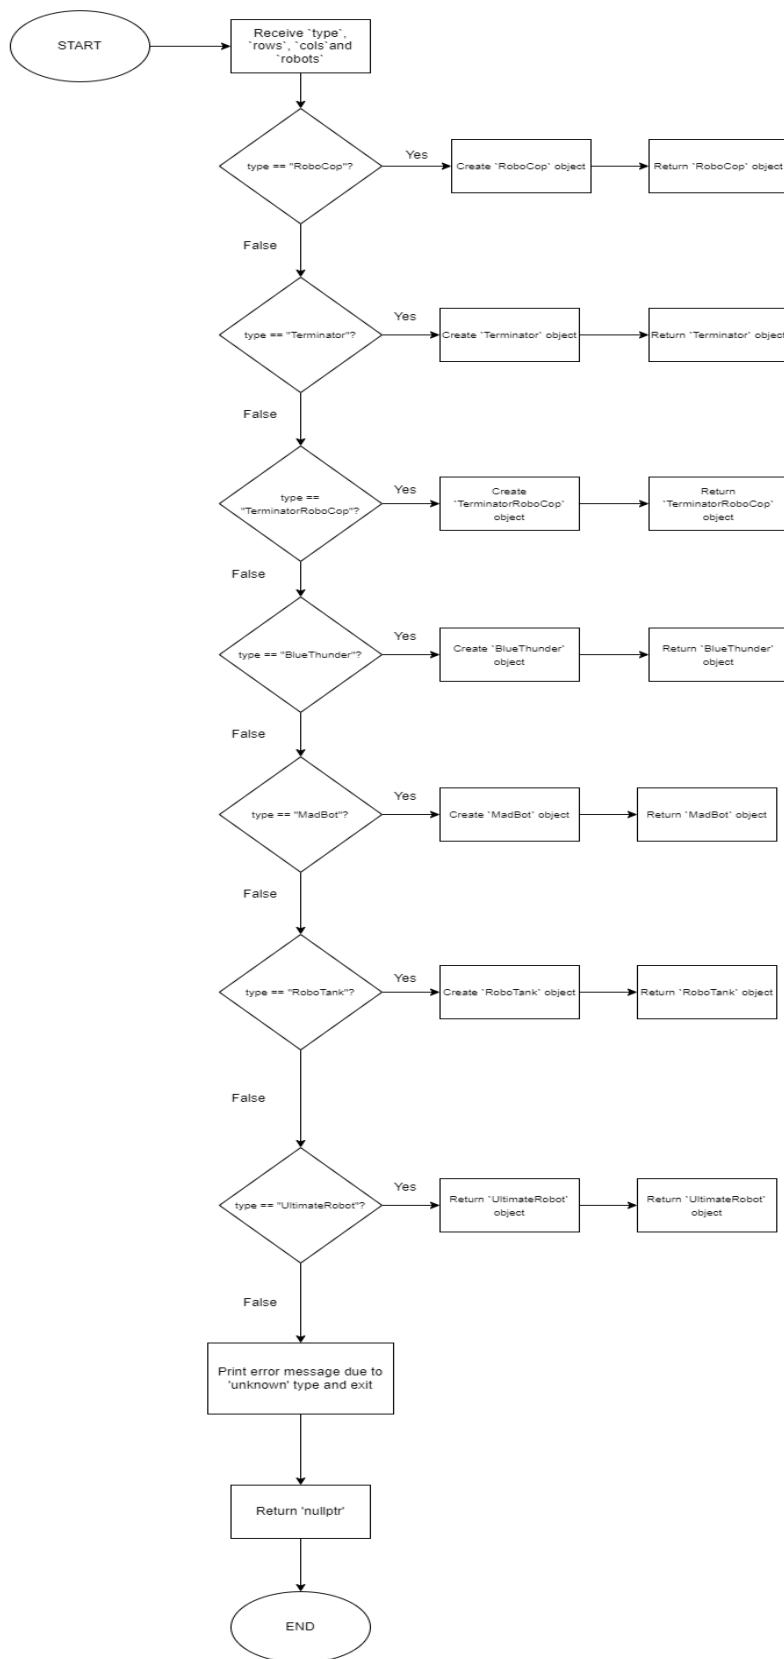 START
Receive `type`,
`rows`, `cols`and
`robots`
type == "RoboCop"?
Yes
Create `RoboCop` object
Return `RoboCop` object
False
type == "Terminator"?
Yes
Create `Terminator` object
Return `Terminator` object
False
type ==
"TerminatorRoboCop"?
Yes
Create
`TerminatorRoboCop`
object
Return
`TerminatorRoboCop`
object
False
type == "BlueThunder"?
Yes
Create `BlueThunder`
object
Return `BlueThunder`
object
False
type == "MadBot"?
Yes
Create `MadBot` object
Return `MadBot` object
False
type == "RoboTank"?
Yes
Create `RoboTank` object
Return `RoboTank` object
False
type == "UltimateRobot"?
Yes
Return `UltimateRobot`
object
Return `UltimateRobot`
object
False
Print error message due to
'unknown' type and exit
Return 'nullptr'
END